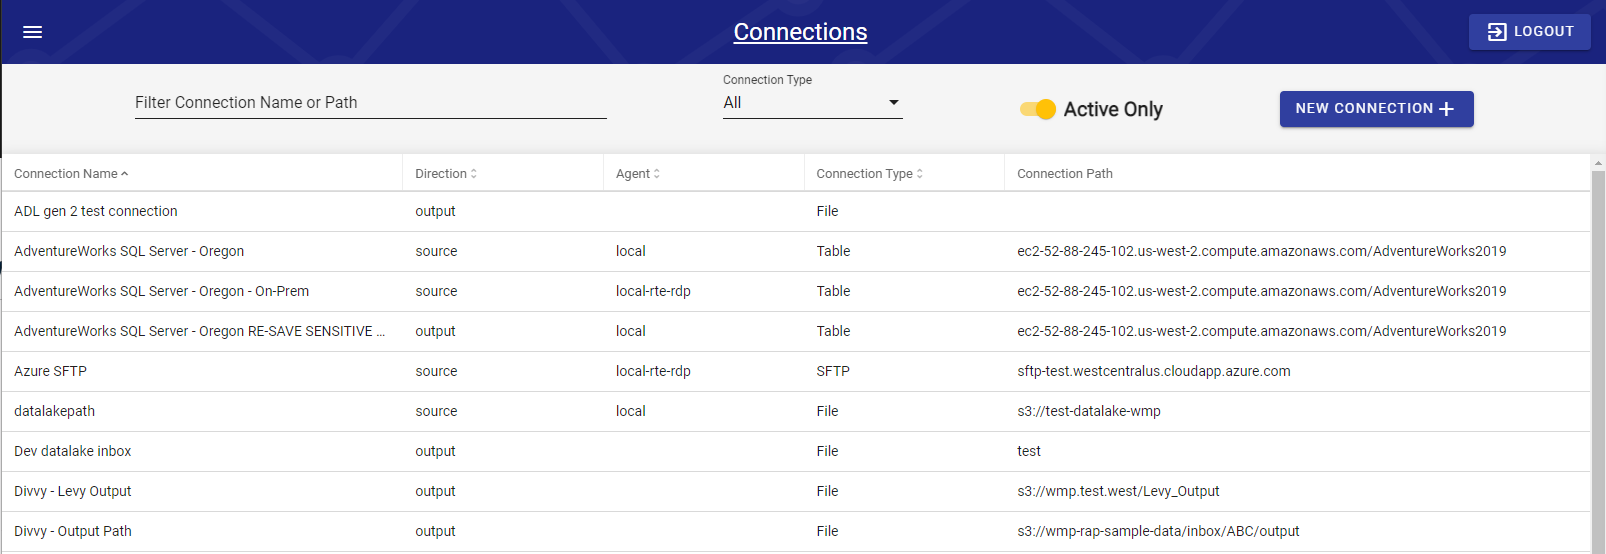 Connections
LOGOUT
Filter Connection Name or Path
Connection Type
All
Active Only
NEW CONNECTION
Connection Name Direction Agent Connection Type Connection Path
ADL gen 2 test connection output File
AdventureWorks SQL Server - Oregon source local Table ec2-52-88-245-102.us-west-2.compute.amazonaws.com/AdventureWorks2019
AdventureWorks SQL Server - Oregon - On-Prem source local-rte-rdp Table ec2-52-88-245-102.us-west-2.compute.amazonaws.com/AdventureWorks2019
AdventureWorks SQL Server - Oregon RE-SAVE SENSITIVE ... output local Table ec2-52-88-245-102.us-west-2.compute.amazonaws.com/AdventureWorks2019
Azure SFTP source local-rte-rdp SFTP sftp-test.westcentralus.cloudapp.azure.com
datalakepath source local File s3://test-datalake-wmp
Dev datalake inbox output File test
Divvy - Levy Output output File s3://wmp.test.west/Levy_Output
Divvy - Output Path output File s3://wmp-rap-sample-data/inbox/ABC/output